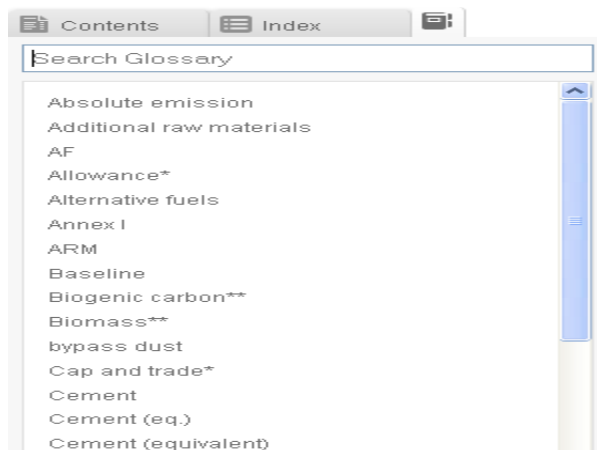 Contents Index
Search Glossary
Absolute emission
Additional raw materials
AF
Allowance*
Alternative fuels
Annex I
ARM
Baseline
Biogenic carbon**
Biomass**
bypass dust
Cap and trade*
Cement
Cement (eq.)
Cement (equivalent)